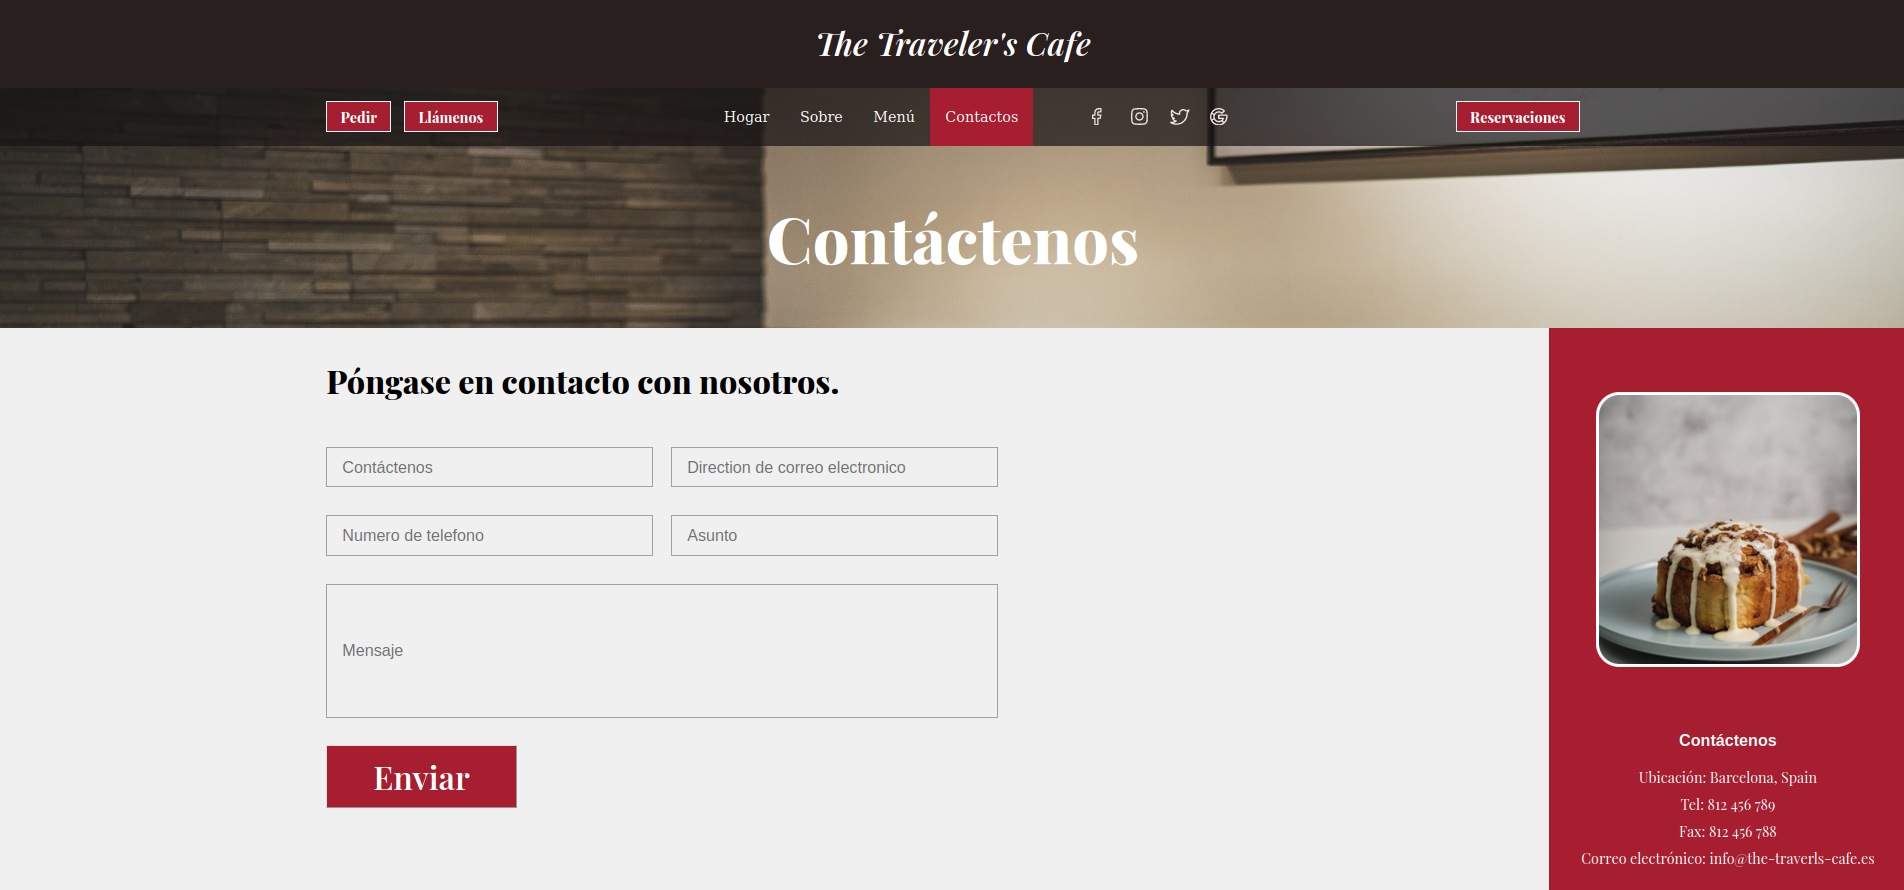 The Traveler's Cafe
Pedir Llámenos Hogar Sobre Menú Contactos Reservaciones
Contáctenos
Póngase en contacto con nosotros.
Contáctenos Direction de correo electronico
Numero de telefono Asunto
Mensaje
Enviar
Contáctenos
Ubicación: Barcelona, Spain
Tel: 812 456 789
Fax: 812 456 788
Correo electrónico: info@the-traverls-cafe.es